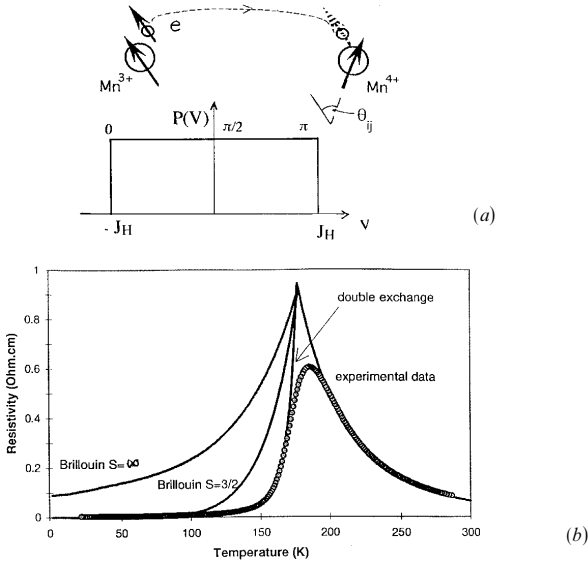 e
Mn3+
Mn4+
θij
P(V)
0
π/2
π
- JH
JH
V
(a)
1
0.8
0.6
0.4
0.2
0
Resistivity (Ohm.cm)
double exchange
experimental data
Brillouin S=∞
Brillouin S=3/2
0 50 100 150 200 250 300
Temperature (K)
(b)